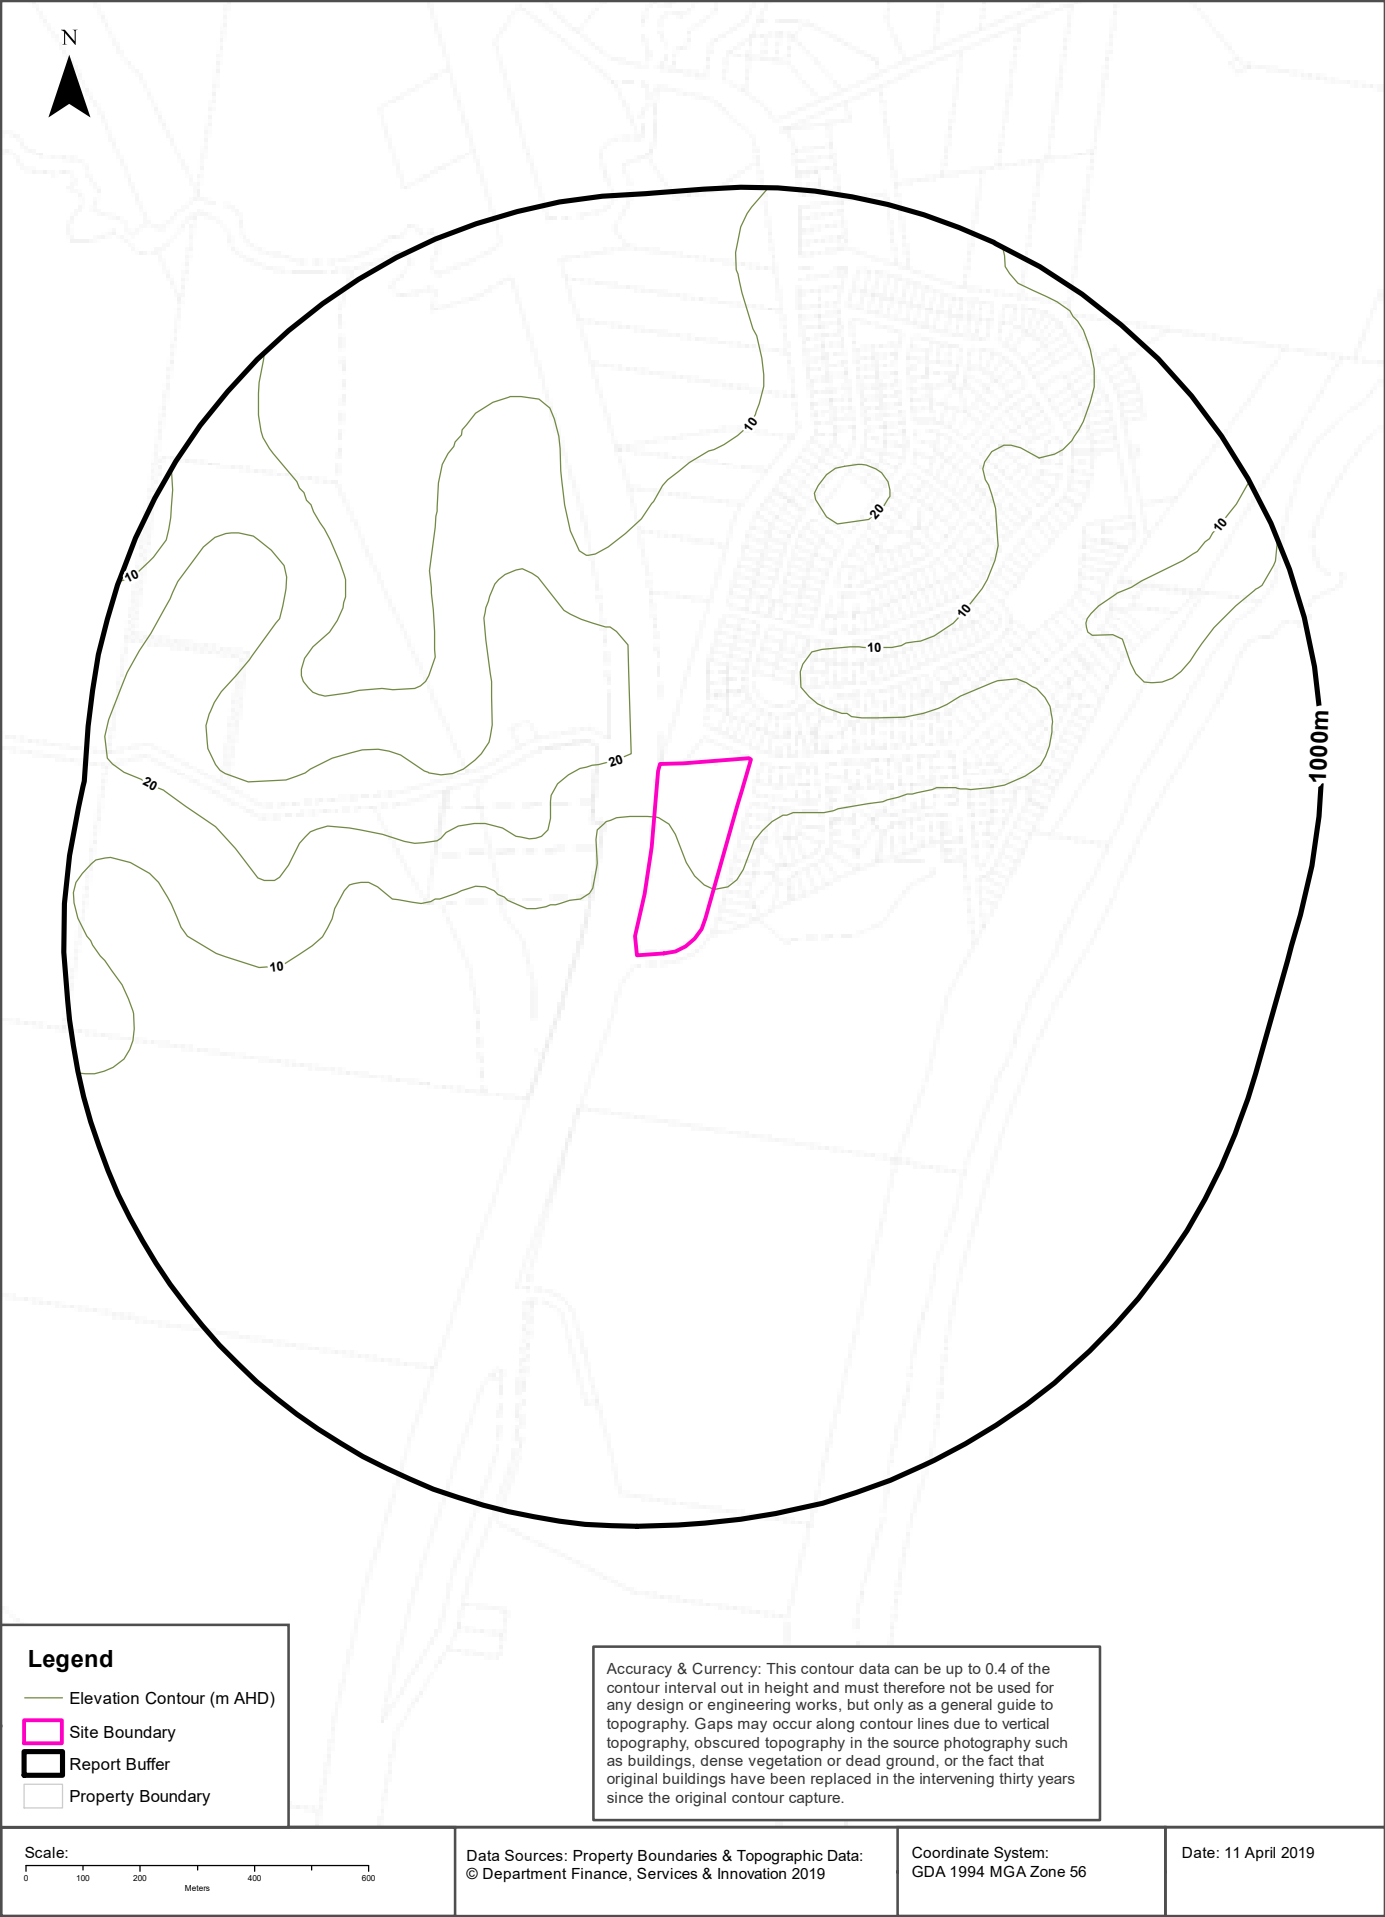 N
10
20
10
10
10
10
20
20
10
1000m
Legend
Elevation Contour (m AHD)
Site Boundary
Report Buffer
Property Boundary
Accuracy & Currency: This contour data can be up to 0.4 of the
contour interval out in height and must therefore not be used for
any design or engineering works, but only as a general guide to
topography. Gaps may occur along contour lines due to vertical
topography, obscured topography in the source photography such
as buildings, dense vegetation or dead ground, or the fact that
original buildings have been replaced in the intervening thirty years
since the original contour capture.
Scale:
0 100 200 400 600
Meters
Data Sources: Property Boundaries & Topographic Data:
© Department Finance, Services & Innovation 2019
Coordinate System:
GDA 1994 MGA Zone 56
Date: 11 April 2019